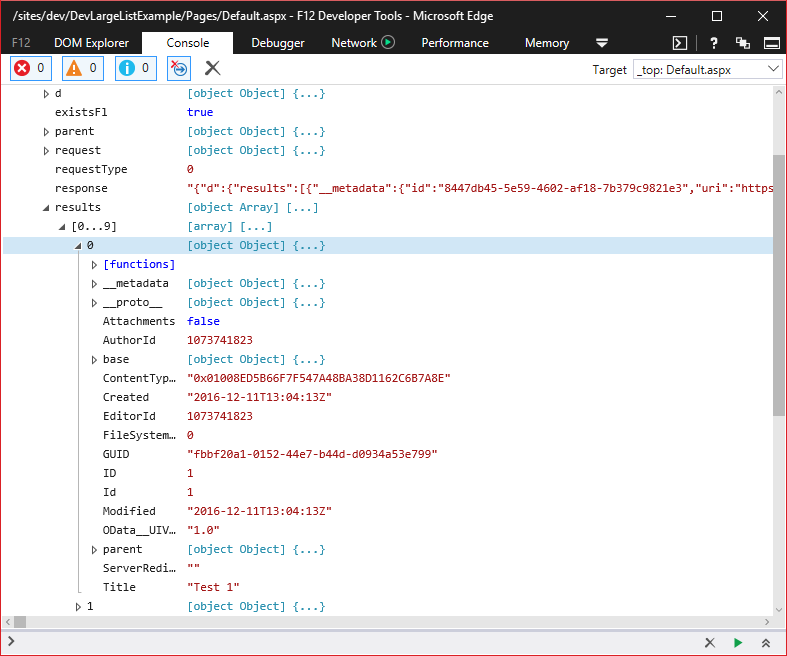 /sites/dev/DevLargeListExample/Pages/Default.aspx - F12 Developer Tools - Microsoft Edge
F12 DOM Explorer Console Debugger Network Performance Memory ?
0 0 0 Target _top: Default.aspx
d [object Object] {...}
existsF1 true
parent [object Object] {...}
request [object Object] {...}
requestType 0
response "{"d":{"results":[{"__metadata":{"id":"8447db45-5e59-4602-af18-7b379c9821e3","uri":"https
results [object Array] [...]
[0...9] [array] [...]
0 [object Object] {...}
[functions]
__metadata [object Object] {...}
__proto__ [object Object] {...}
Attachments false
AuthorId 1073741823
base [object Object] {...}
ContentTyp… "0x01008ED5B66F7F547A48BA38D1162C6B7A8E"
Created "2016-12-11T13:04:13Z"
EditorId 1073741823
FileSystem… 0
GUID "fbbf20a1-0152-44e7-b44d-d0934a53e799"
ID 1
Id 1
Modified "2016-12-11T13:04:13Z"
OData__UIV… "1.0"
parent [object Object] {...}
ServerRedi… ""
Title "Test 1"
1 [object Object] {...}